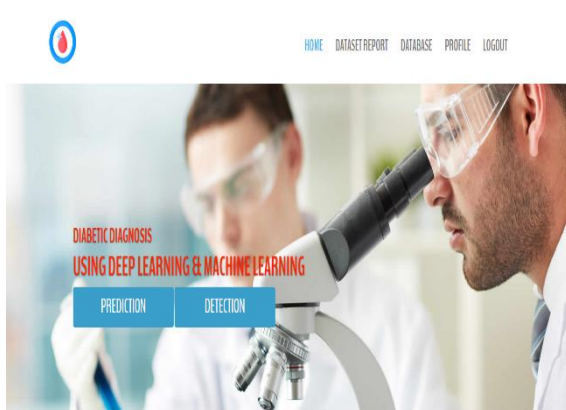 HOME DATASET REPORT DATABASE PROFILE LOGOUT
DIABETIC DIAGNOSIS
USING DEEP LEARNING & MACHINE LEARNING
PREDICTION DETECTION